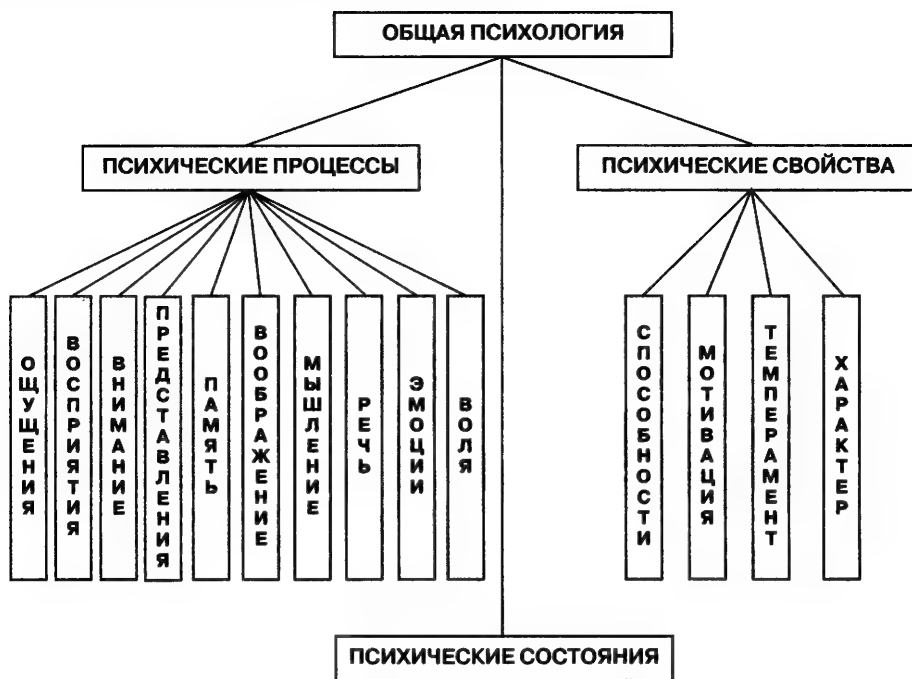 ОБЩАЯ ПСИХОЛОГИЯ
ПСИХИЧЕСКИЕ ПРОЦЕССЫ
ПСИХИЧЕСКИЕ СВОЙСТВА
ОЩУЩЕНИЯ
ВОСПРИЯТИЯ
ВНИМАНИЕ
ПРЕДСТАВЛЕНИЯ
ПАМЯТЬ
ВООБРАЖЕНИЕ
МЫШЛЕНИЕ
РЕЧЬ
ЭМОЦИИ
ВОЛЯ
СПОСОБНОСТИ
МОТИВАЦИЯ
ТЕМПЕРАМЕНТ
ХАРАКТЕР
ПСИХИЧЕСКИЕ СОСТОЯНИЯ